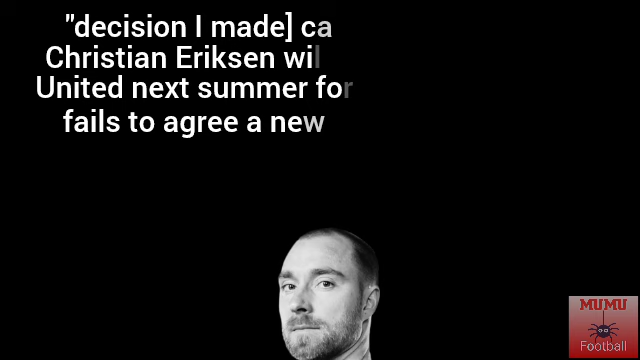 "decision I made] ca
Christian Eriksen wil
United next summer for
fails to agree a new
MUMU
Football